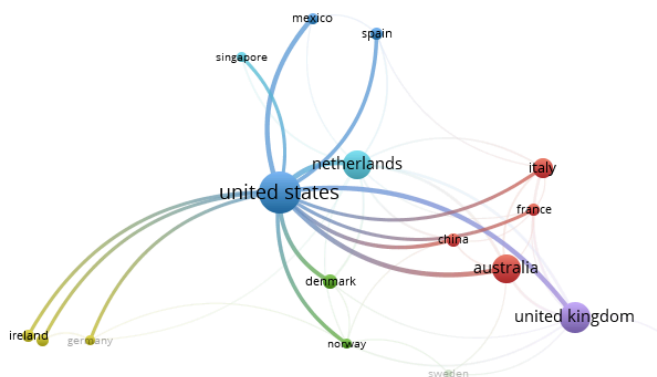 mexico
spain
singapore
netherlands
italy
united states
france
china
australia
denmark
united kingdom
ireland
germany
norway
sweden